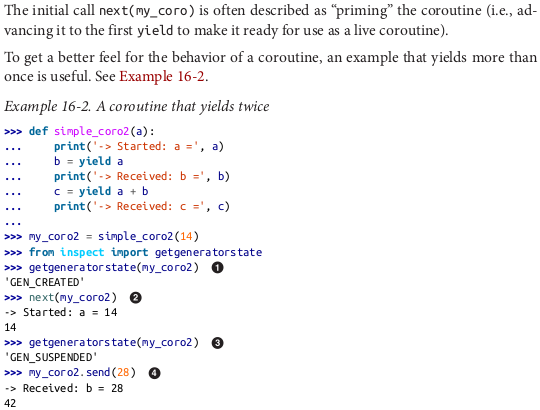 The initial call next(my_coro) is often described as “priming” the coroutine (i.e., ad-
vancing it to the first yield to make it ready for use as a live coroutine).
To get a better feel for the behavior of a coroutine, an example that yields more than
once is useful. See Example 16-2.
Example 16-2. A coroutine that yields twice
>>> def simple_coro2(a):
...     print('-> Started: a =', a)
...     b = yield a
...     print('-> Received: b =', b)
...     c = yield a + b
...     print('-> Received: c =', c)
...
>>> my_coro2 = simple_coro2(14)
>>> from inspect import getgeneratorstate
>>> getgeneratorstate(my_coro2) ❶
'GEN_CREATED'
>>> next(my_coro2) ❷
-> Started: a = 14
14
>>> getgeneratorstate(my_coro2) ❸
'GEN_SUSPENDED'
>>> my_coro2.send(28) ❹
-> Received: b = 28
42